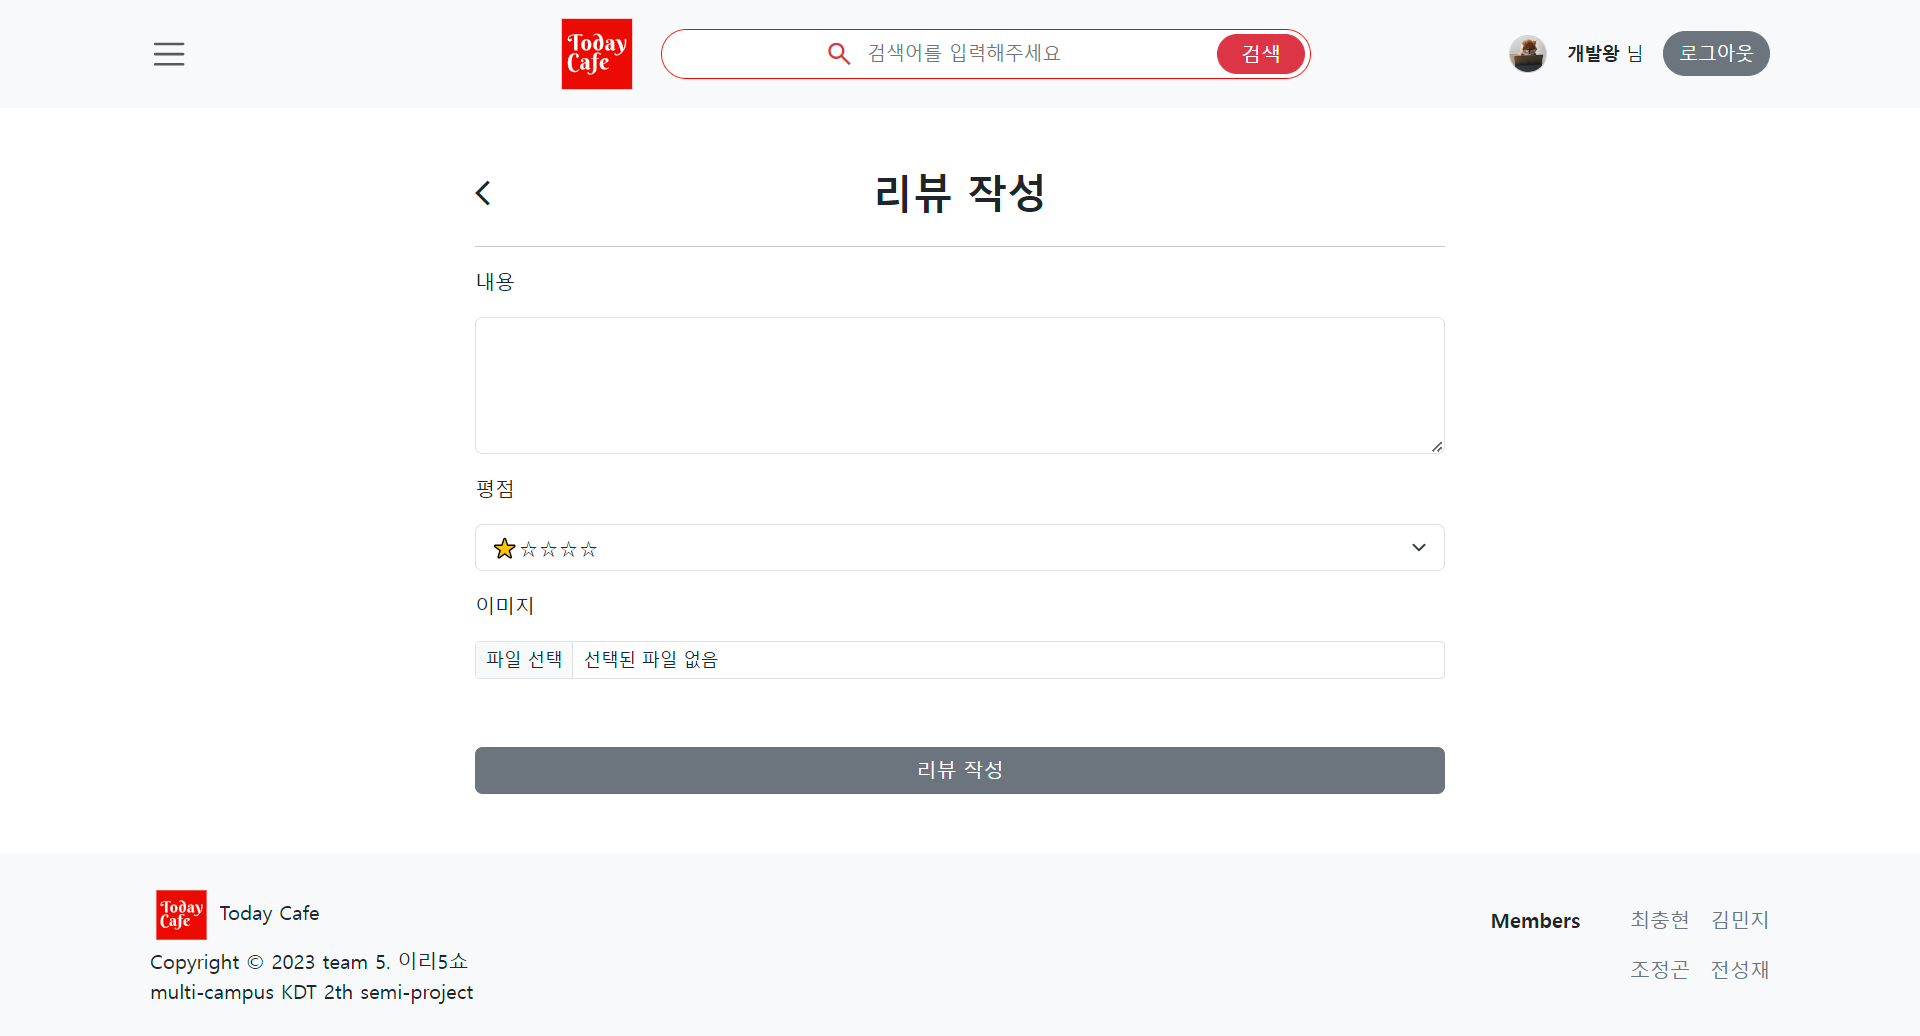 Today
Cafe
검색어를 입력해주세요
검색
개발왕 님
로그아웃
리뷰 작성
내용
평점
★☆☆☆☆
이미지
파일 선택
선택된 파일 없음
리뷰 작성
Today
Cafe
Today Cafe
Copyright © 2023 team 5. 이리5쇼
multi-campus KDT 2th semi-project
Members
최충현 김민지
조정곤 전성재